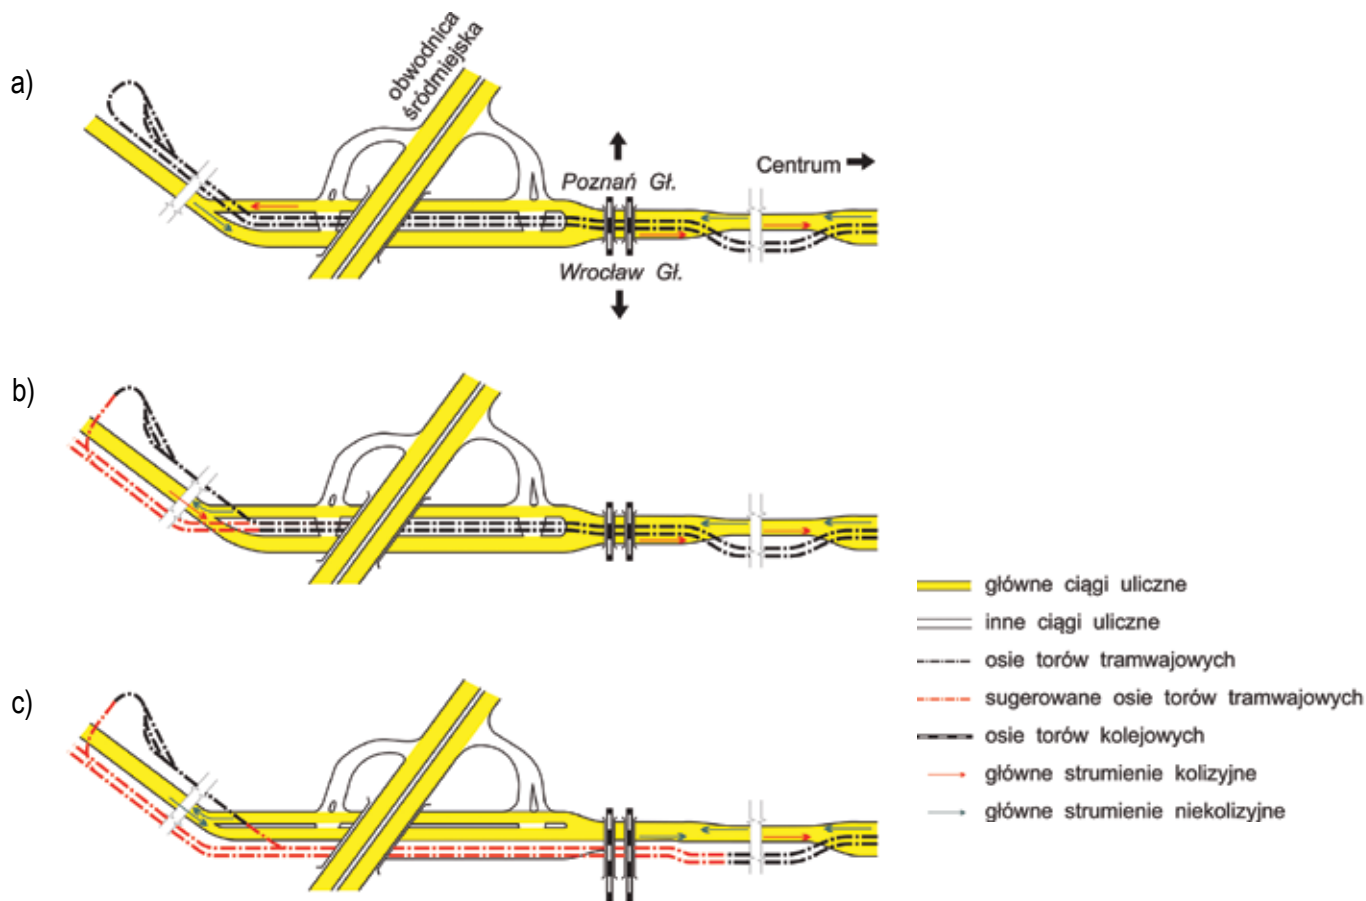 a)
obwodnica
śródmiejska
Poznań Gł.
Centrum
Wrocław Gł.
b)
główne ciągi uliczne
inne ciągi uliczne
osie torów tramwajowych
sugerowane osie torów tramwajowych
osie torów kolejowych
główne strumienie kolizyjne
główne strumienie niekolizyjne
c)